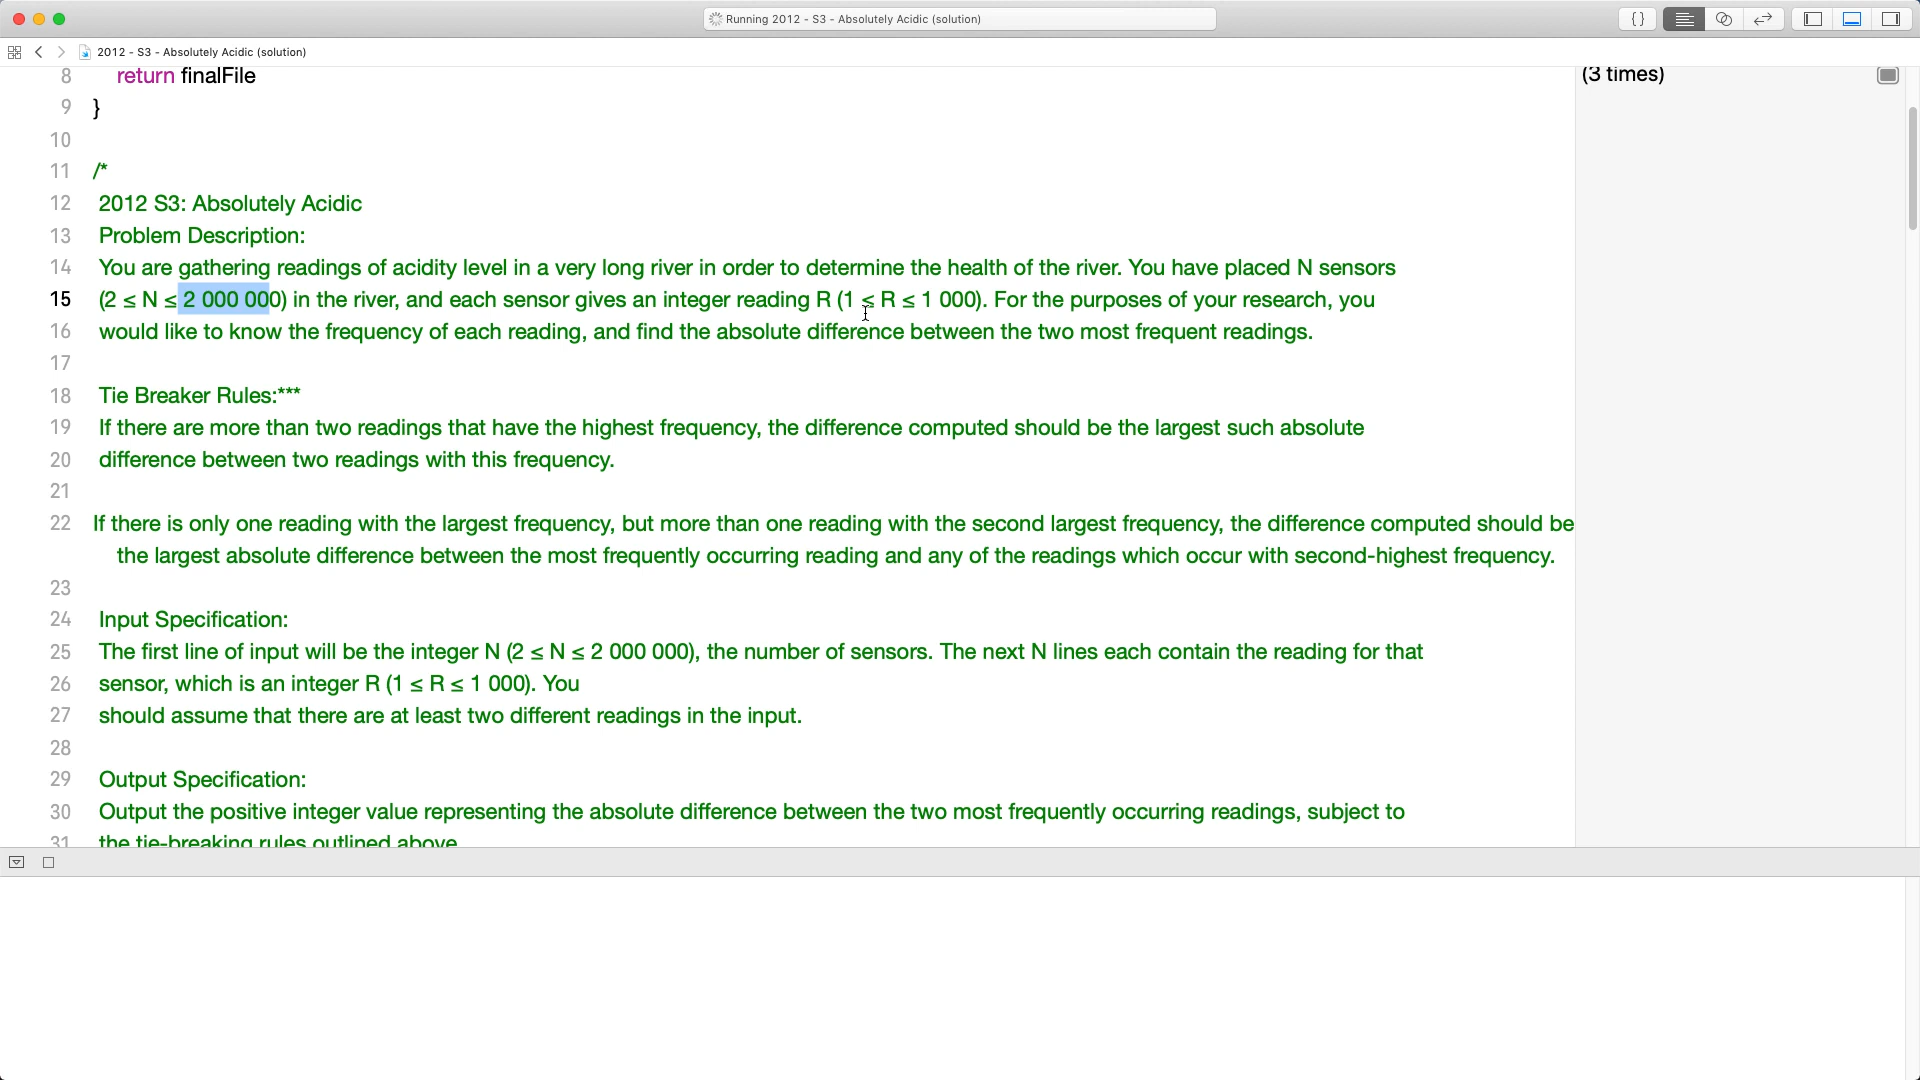 Running 2012 - S3 - Absolutely Acidic (solution)
{}
2012 - S3 - Absolutely Acidic (solution)
8 return finalFile
(3 times)
9 }
10
11 /*
12 2012 S3: Absolutely Acidic
13 Problem Description:
14 You are gathering readings of acidity level in a very long river in order to determine the health of the river. You have placed N sensors
15 (2 ≤ N ≤ 2 000 000) in the river, and each sensor gives an integer reading R (1 ≤ R ≤ 1 000). For the purposes of your research, you
16 would like to know the frequency of each reading, and find the absolute difference between the two most frequent readings.
17
18 Tie Breaker Rules:***
19 If there are more than two readings that have the highest frequency, the difference computed should be the largest such absolute
20 difference between two readings with this frequency.
21
22 If there is only one reading with the largest frequency, but more than one reading with the second largest frequency, the difference computed should be
the largest absolute difference between the most frequently occurring reading and any of the readings which occur with second-highest frequency.
23
24 Input Specification:
25 The first line of input will be the integer N (2 ≤ N ≤ 2 000 000), the number of sensors. The next N lines each contain the reading for that
26 sensor, which is an integer R (1 ≤ R ≤ 1 000). You
27 should assume that there are at least two different readings in the input.
28
29 Output Specification:
30 Output the positive integer value representing the absolute difference between the two most frequently occurring readings, subject to
31 the tie-breaking rules outlined above